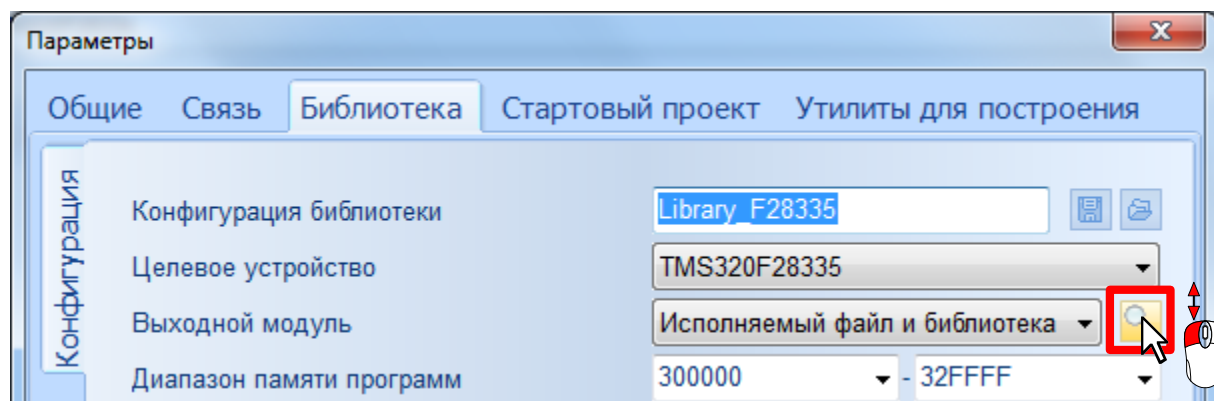 Параметры
Общие Связь Библиотека Стартовый проект Утилиты для построения
Конфигурация
Конфигурация библиотеки Library_F28335
Целевое устройство TMS320F28335
Выходной модуль Исполняемый файл и библиотека
Диапазон памяти программ 300000 - 32FFFF